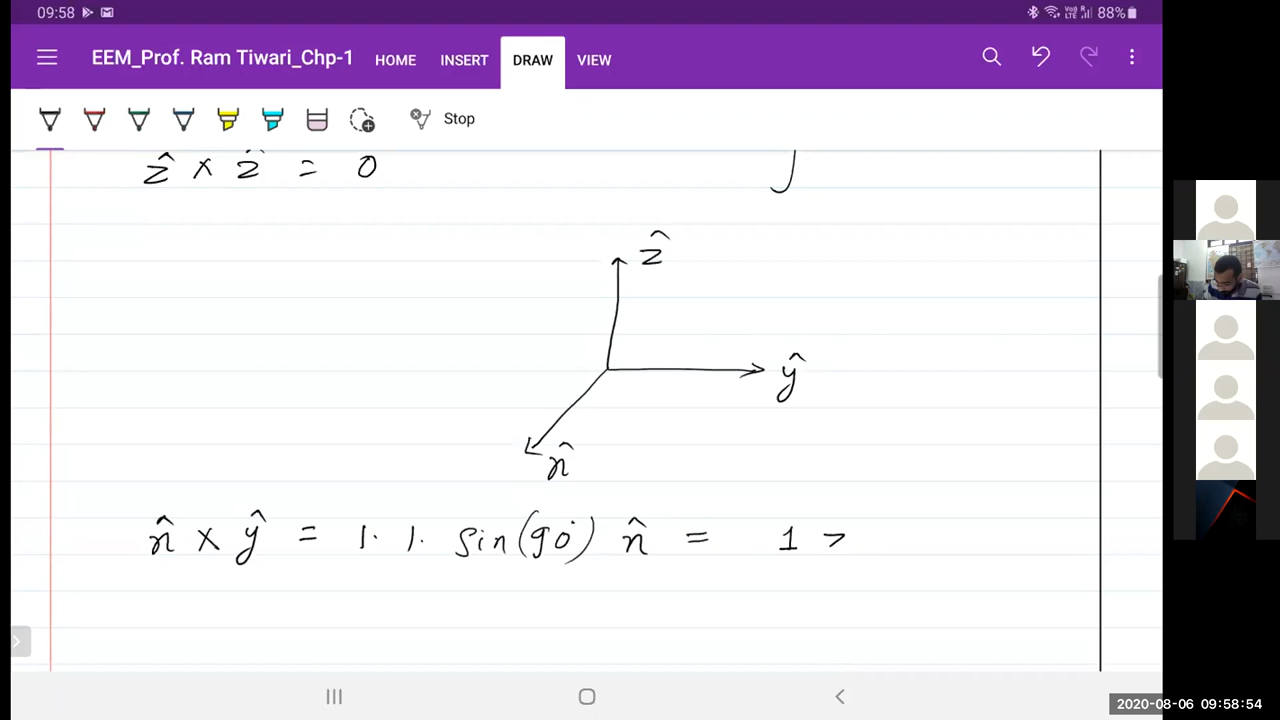 09:58 88%
EEM_Prof. Ram Tiwari_Chp-1 HOME INSERT DRAW VIEW
Stop
ẑ × ẑ = 0
ẑ
ŷ
x̂
x̂ × ŷ = 1. 1. sin(90°) n̂ = 1
2020-08-06 09:58:54